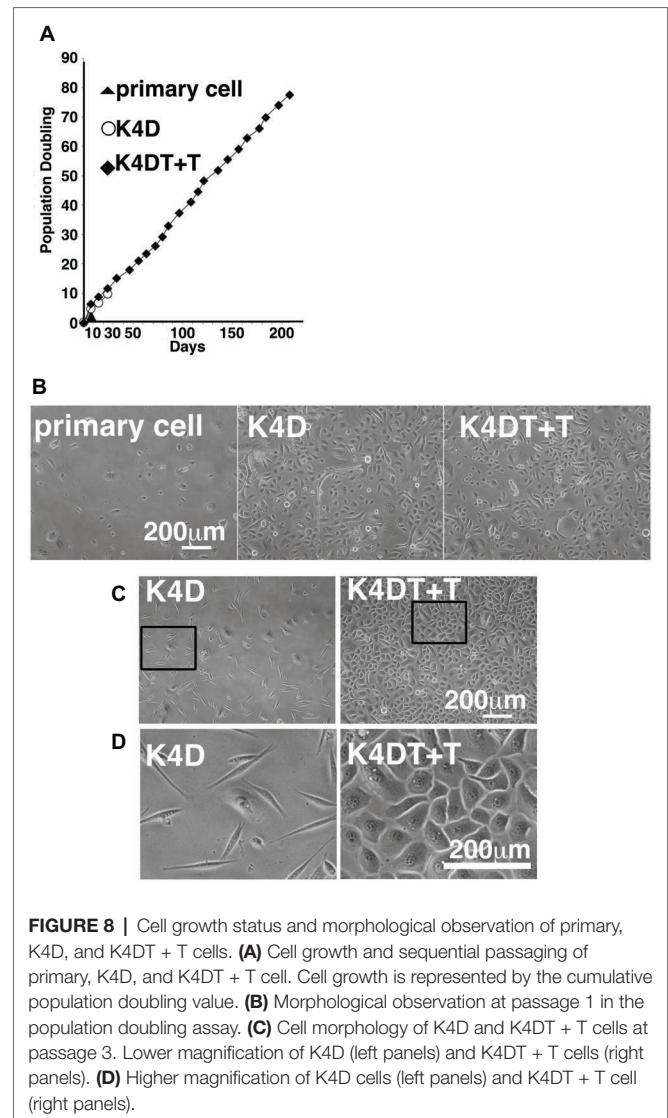 A
90
80
70
60
50
40
30
20
10
0
Population Doubling
primary cell
K4D
K4DT+T
10 30 50 100 150 200
Days
B
primary cell
200µm
K4D
K4DT+T
C
K4D
K4DT+T
200µm
D
K4D
K4DT+T
200µm
FIGURE 8 | Cell growth status and morphological observation of primary,
K4D, and K4DT + T cells. (A) Cell growth and sequential passaging of
primary, K4D, and K4DT + T cell. Cell growth is represented by the cumulative
population doubling value. (B) Morphological observation at passage 1 in the
population doubling assay. (C) Cell morphology of K4D and K4DT + T cells at
passage 3. Lower magnification of K4D (left panels) and K4DT + T cells (right
panels). (D) Higher magnification of K4D cells (left panels) and K4DT + T cell
(right panels).